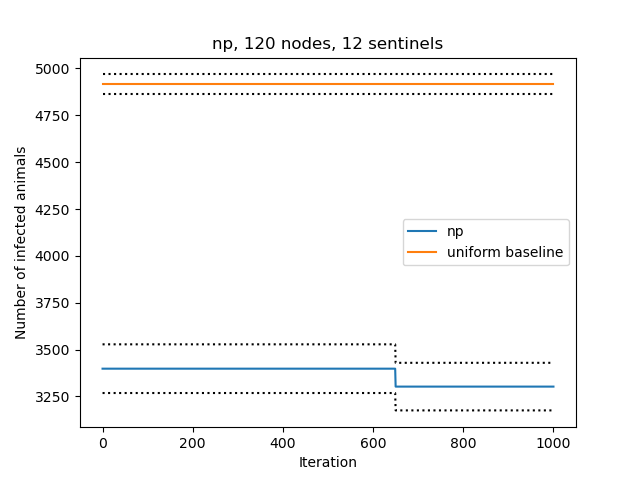 np, 120 nodes, 12 sentinels
Number of infected animals
5000
4750
4500
4250
4000
3750
3500
3250
np
uniform baseline
0 200 400 600 800 1000
Iteration